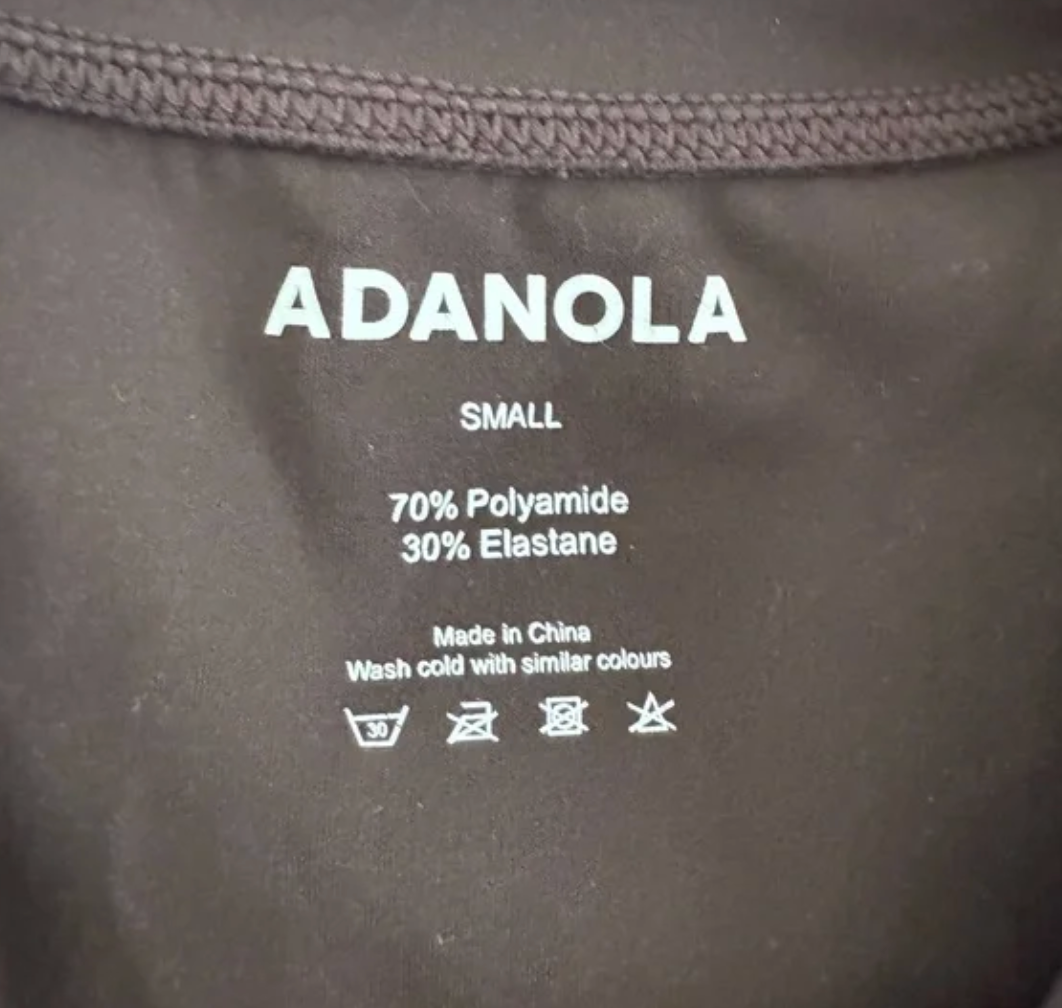 ADANOLA
SMALL
70% Polyamide
30% Elastane
Made in China
Wash cold with similar colours
30